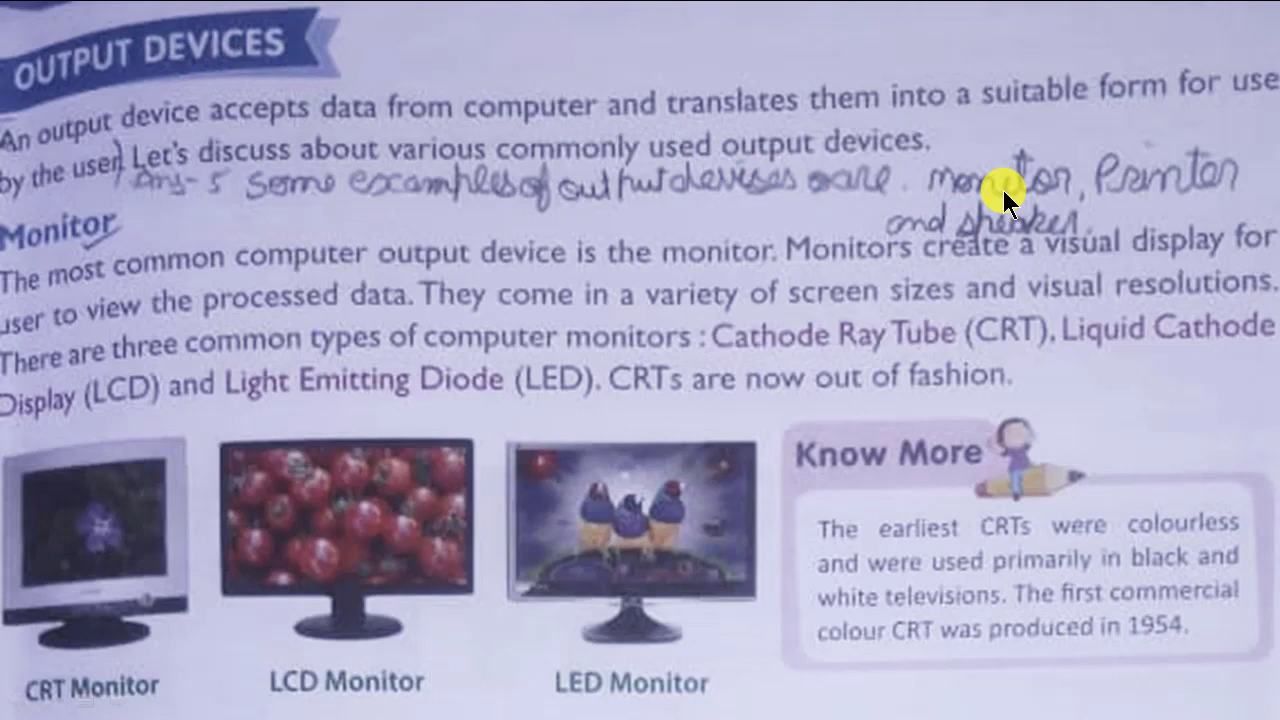 OUTPUT DEVICES
An output device accepts data from computer and translates them into a suitable form for use
by the user) Let's discuss about various commonly used output devices.
Ans-5 Some examples of output devises are. monitor, Printer
and speaker.
Monitor
The most common computer output device is the monitor. Monitors create a visual display for
user to view the processed data. They come in a variety of screen sizes and visual resolutions.
There are three common types of computer monitors : Cathode Ray Tube (CRT), Liquid Cathode
Display (LCD) and Light Emitting Diode (LED). CRTs are now out of fashion.
Know More
The earliest CRTs were colourless
and were used primarily in black and
white televisions. The first commercial
colour CRT was produced in 1954.
CRT Monitor
LCD Monitor
LED Monitor